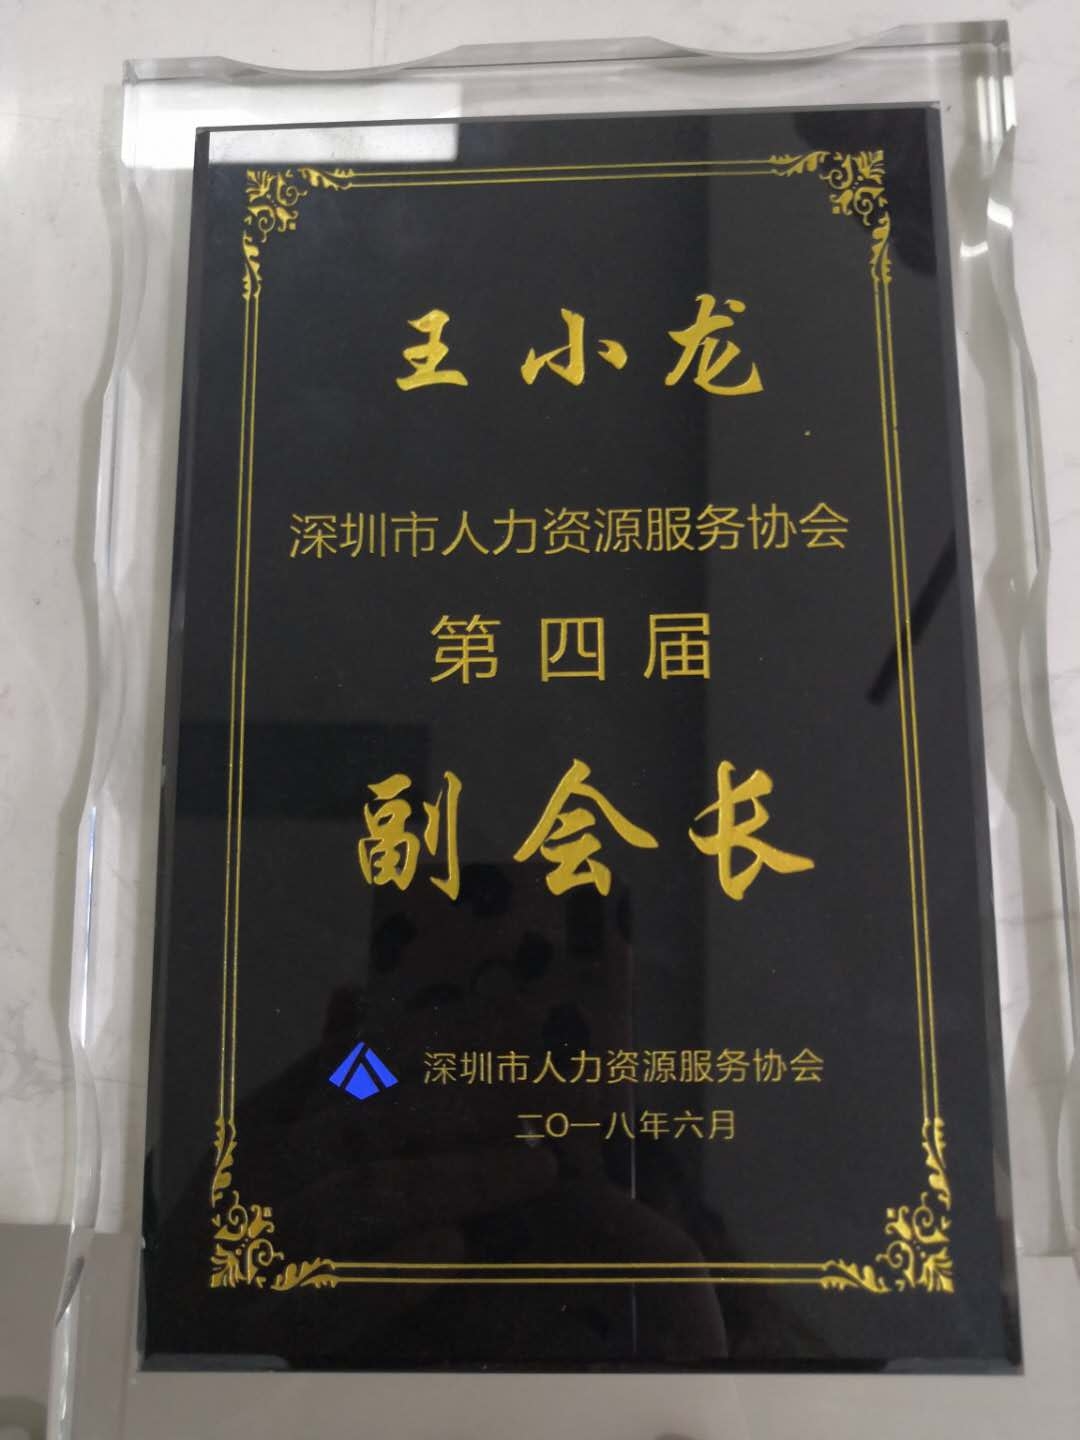 王小龙
深圳市人力资源服务协会
第四届
副会长
深圳市人力资源服务协会
二〇一八年六月